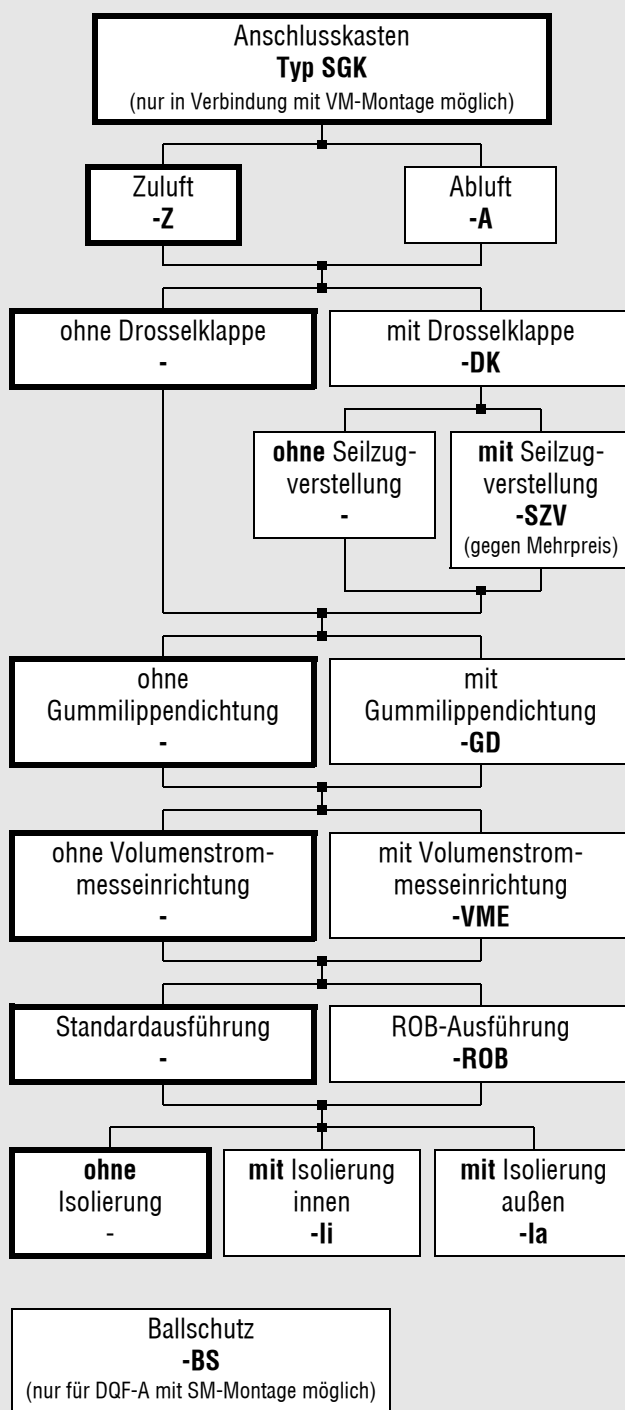 Anschlusskasten
Typ SGK
(nur in Verbindung mit VM-Montage möglich)
Zuluft
-Z
Abluft
-A
ohne Drosselklappe
-
mit Drosselklappe
-DK
ohne Seilzug-
verstellung
-
mit Seilzug-
verstellung
-SZV
(gegen Mehrpreis)
ohne
Gummilippendichtung
-
mit
Gummilippendichtung
-GD
ohne Volumenstrom-
messeinrichtung
-
mit Volumenstrom-
messeinrichtung
-VME
Standardausführung
-
ROB-Ausführung
-ROB
ohne
Isolierung
-
mit Isolierung
innen
-Ii
mit Isolierung
außen
-Ia
Ballschutz
-BS
(nur für DQF-A mit SM-Montage möglich)